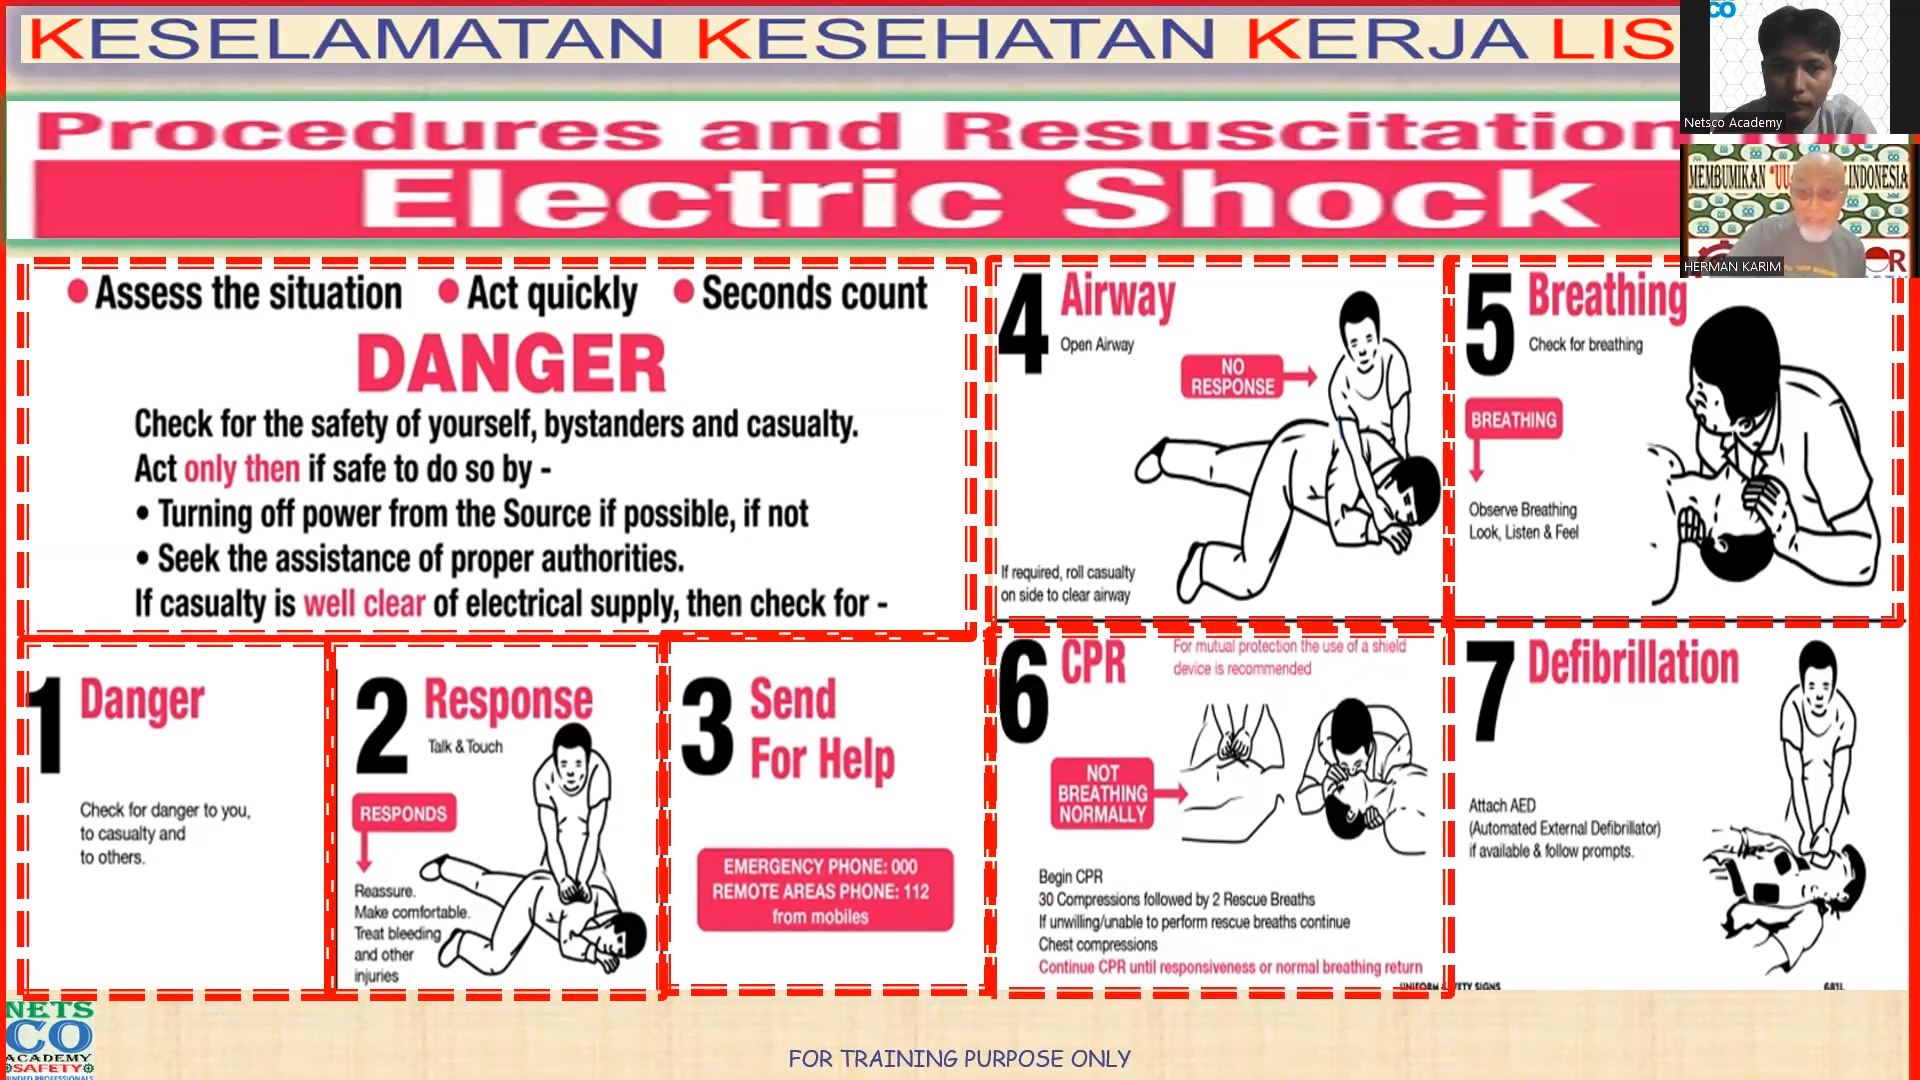 KESELAMATAN KESEHATAN KERJA LIS
Procedures and Resuscitation
Electric Shock
• Assess the situation • Act quickly • Seconds count
DANGER
Check for the safety of yourself, bystanders and casualty.
Act only then if safe to do so by -
• Turning off power from the Source if possible, if not
• Seek the assistance of proper authorities.
If casualty is well clear of electrical supply, then check for -
1 Danger
Check for danger to you,
to casualty and
to others.
2 Response
Talk & Touch
RESPONDS
Reassure.
Make comfortable.
Treat bleeding
and other
injuries
3 Send
For Help
EMERGENCY PHONE: 000
REMOTE AREAS PHONE: 112
from mobiles
4 Airway
Open Airway
NO
RESPONSE
If required, roll casualty
on side to clear airway
5 Breathing
Check for breathing
BREATHING
Observe Breathing
Look, Listen & Feel
6 CPR
For mutual protection the use of a shield
device is recommended
NOT
BREATHING
NORMALLY
Begin CPR
30 Compressions followed by 2 Rescue Breaths
If unwilling/unable to perform rescue breaths continue
Chest compressions
Continue CPR until responsiveness or normal breathing return
7 Defibrillation
Attach AED
(Automated External Defibrillator)
if available & follow prompts.
CO
Netsco Academy
MEMBUMIKAN "UU INDONESIA
HERMAN KARIM
NETS
CO
ACADEMY
SAFETY
MINDED PROFESSIONALS
FOR TRAINING PURPOSE ONLY